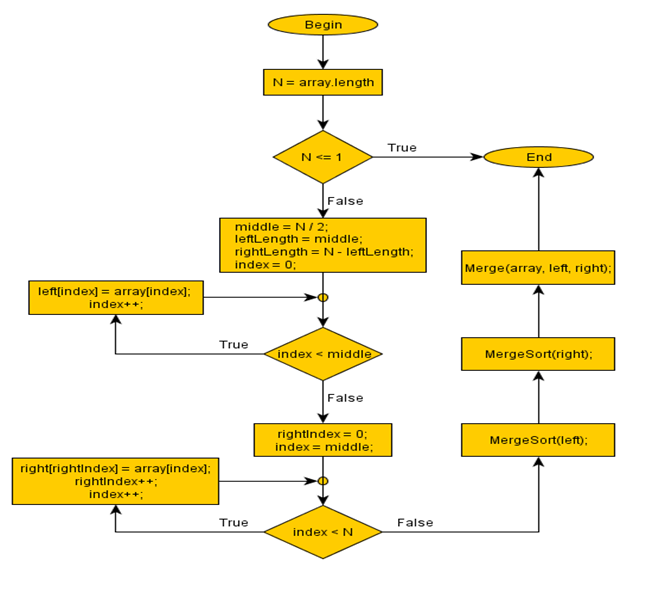 Begin
N = array.length
N <= 1
True
End
False
middle = N / 2;
leftLength = middle;
rightLength = N - leftLength;
index = 0;
left[index] = array[index];
index++;
index < middle
True
False
rightIndex = 0;
index = middle;
right[rightIndex] = array[index];
rightIndex++;
index++;
index < N
True
False
MergeSort(left);
MergeSort(right);
Merge(array, left, right);